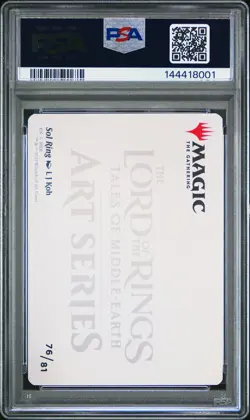 PSA
144418001
MAGIC
THE GATHERING
THE
LORD OF THE
RINGS
TALES OF MIDDLE-EARTH
ART SERIES
Sol Ring LJ Koh
76/81